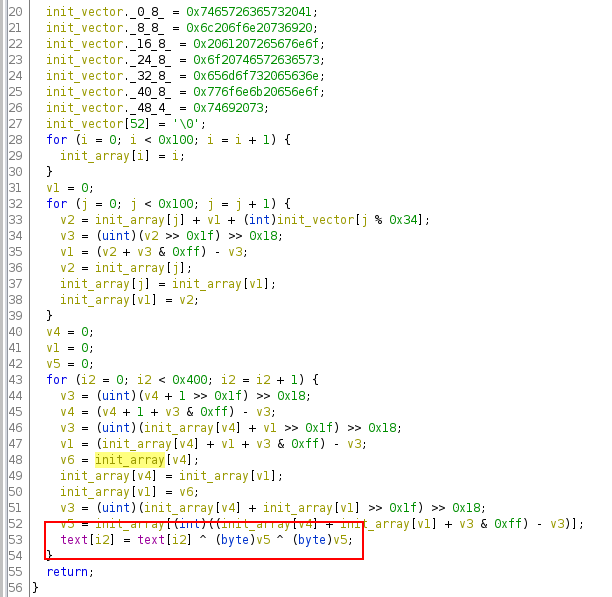 20 init_vector._0_8_ = 0x7465726365732041;
21 init_vector._8_8_ = 0x6c206f6e20736920;
22 init_vector._16_8_ = 0x2061207265676e6f;
23 init_vector._24_8_ = 0x6f20746572636573;
24 init_vector._32_8_ = 0x656d6f732065636e;
25 init_vector._40_8_ = 0x776f6e6b20656e6f;
26 init_vector._48_4_ = 0x74692073;
27 init_vector[52] = '\0';
28 for (i = 0; i < 0x100; i = i + 1) {
29 init_array[i] = i;
30 }
31 v1 = 0;
32 for (j = 0; j < 0x100; j = j + 1) {
33 v2 = init_array[j] + v1 + (int)init_vector[j % 0x34];
34 v3 = (uint)(v2 >> 0x1f) >> 0x18;
35 v1 = (v2 + v3 & 0xff) - v3;
36 v2 = init_array[j];
37 init_array[j] = init_array[v1];
38 init_array[v1] = v2;
39 }
40 v4 = 0;
41 v1 = 0;
42 v5 = 0;
43 for (i2 = 0; i2 < 0x400; i2 = i2 + 1) {
44 v3 = (uint)(v4 + 1 >> 0x1f) >> 0x18;
45 v4 = (v4 + 1 + v3 & 0xff) - v3;
46 v3 = (uint)(init_array[v4] + v1 >> 0x1f) >> 0x18;
47 v1 = (init_array[v4] + v1 + v3 & 0xff) - v3;
48 v6 = init_array[v4];
49 init_array[v4] = init_array[v1];
50 init_array[v1] = v6;
51 v3 = (uint)(init_array[v4] + init_array[v1] >> 0x1f) >> 0x18;
52 v5 = init_array[(int)((init_array[v4] + init_array[v1] + v3 & 0xff) - v3)];
53 text[i2] = text[i2] ^ (byte)v5 ^ (byte)v5;
54 }
55 return;
56 }